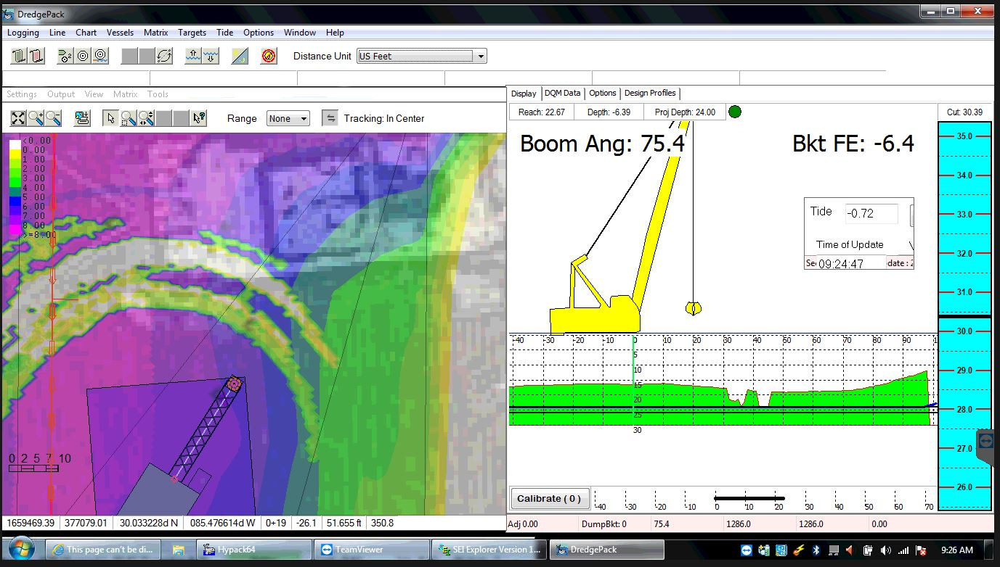 DredgePack
Logging Line Chart Vessels Matrix Targets Tide Options Window Help
Distance Unit US Feet
Settings Output View Matrix Tools
Range None Tracking: In Center
<0.00
0.00
1.00
2.00
3.00
4.00
5.00
6.00
7.00
8.00
>=8.00
0 2 5 7 10
1659469.39 377079.01 30.033228d N 085.476614d W 0+19 -26.1 51.655 ft 350.8
Display DQM Data Options Design Profiles
Reach: 22.67 Depth: -6.39 Proj Depth: 24.00 Cut: 30.39
Boom Ang: 75.4 Bkt FE: -6.4
Tide -0.72
Time of Update
09:24:47 date :
-40 -30 -20 -10 0 10 20 30 40 50 60 70 80 90
5
10
15
20
25
30
35.0
34.0
33.0
32.0
31.0
30.0
29.0
28.0
27.0
26.0
Calibrate ( 0 ) -40 -30 -20 -10 0 10 20 30 40 50 60 70
Adj 0.00 DumpBkt: 0 75.4 1286.0 1286.0 0.00
This page can't be di... Hypack64 TeamViewer SEI Explorer Version 1... DredgePack 9:26 AM